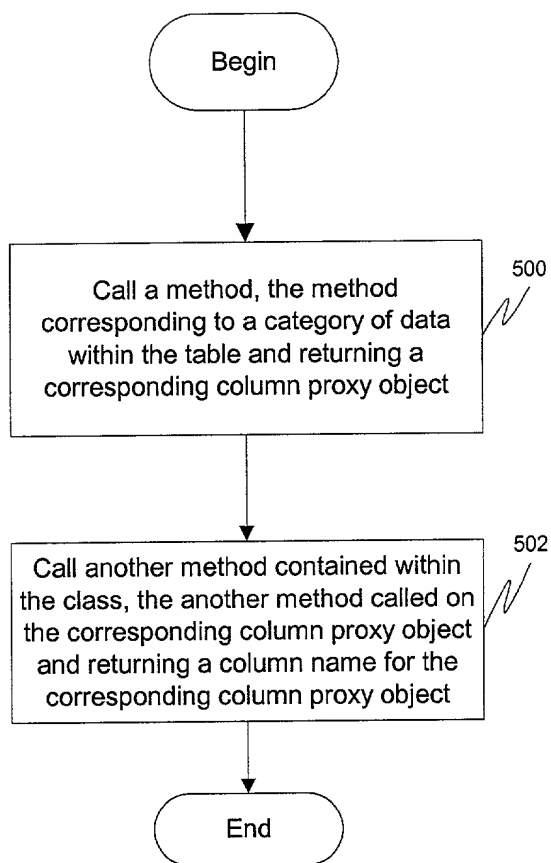 Begin
500
Call a method, the method
corresponding to a category of data
within the table and returning a
corresponding column proxy object
502
Call another method contained within
the class, the another method called on
the corresponding column proxy object
and returning a column name for the
corresponding column proxy object
End